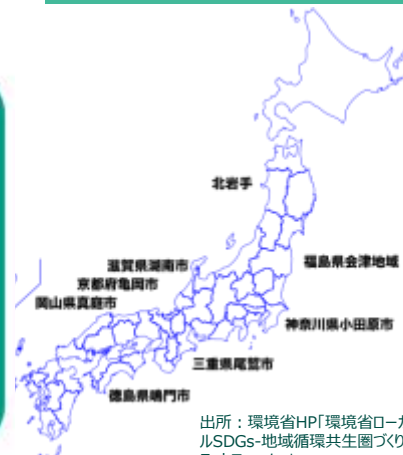 北岩手
滋賀県湖南市
京都府亀岡市
岡山県真庭市
福島県会津地域
神奈川県小田原市
三重県尾鷲市
徳島県鳴門市
出所：環境省HP「環境省ローカ
ルSDGs-地域循環共生圏づくり